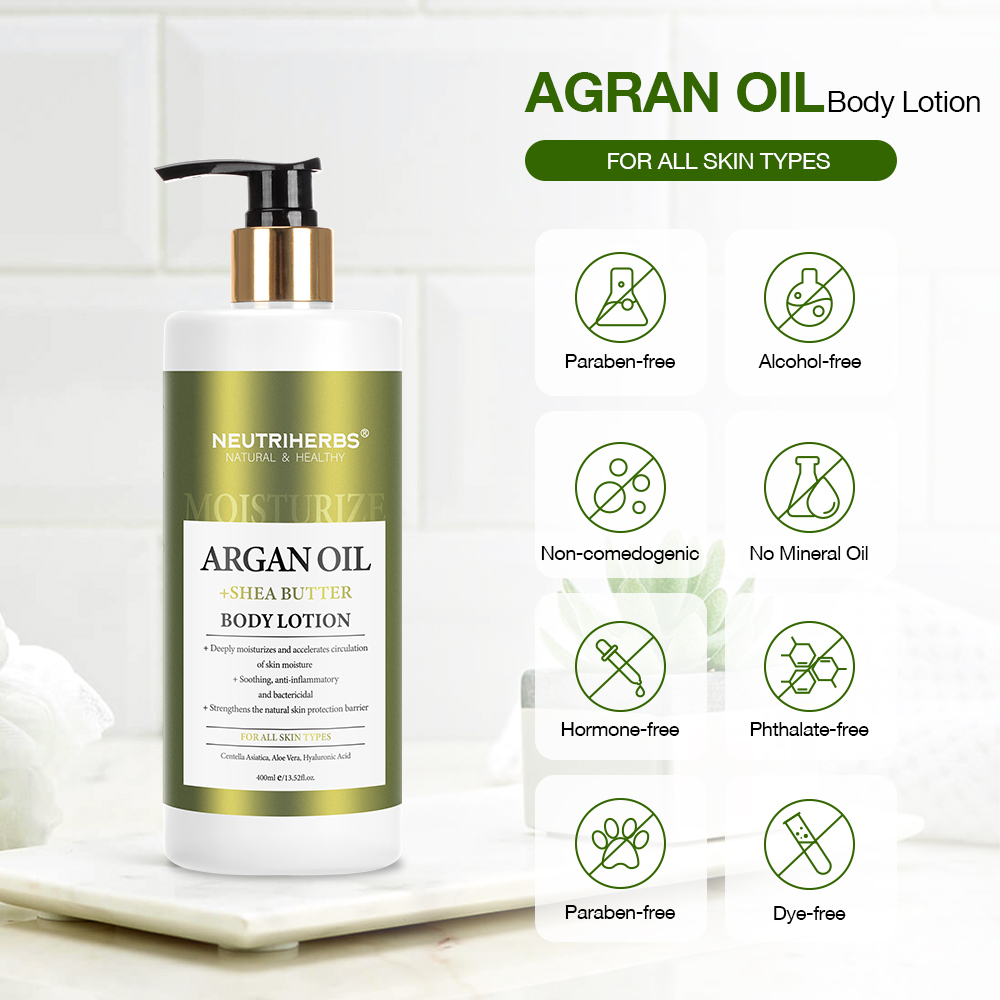 AGRAN OIL Body Lotion
FOR ALL SKIN TYPES
Paraben-free
Alcohol-free
Non-comedogenic
No Mineral Oil
Hormone-free
Phthalate-free
Paraben-free
Dye-free
NEUTRIHERBS®
NATURAL & HEALTHY
MOISTURIZE
ARGAN OIL
+SHEA BUTTER
BODY LOTION
+ Deeply moisturizes and accelerates circulation
of skin moisture
+ Soothing, anti-inflammatory
and bactericidal
+ Strengthens the natural skin protection barrier
FOR ALL SKIN TYPES
Centella Asiatica, Aloe Vera, Hyaluronic Acid
400ml e/13.52fl.oz.